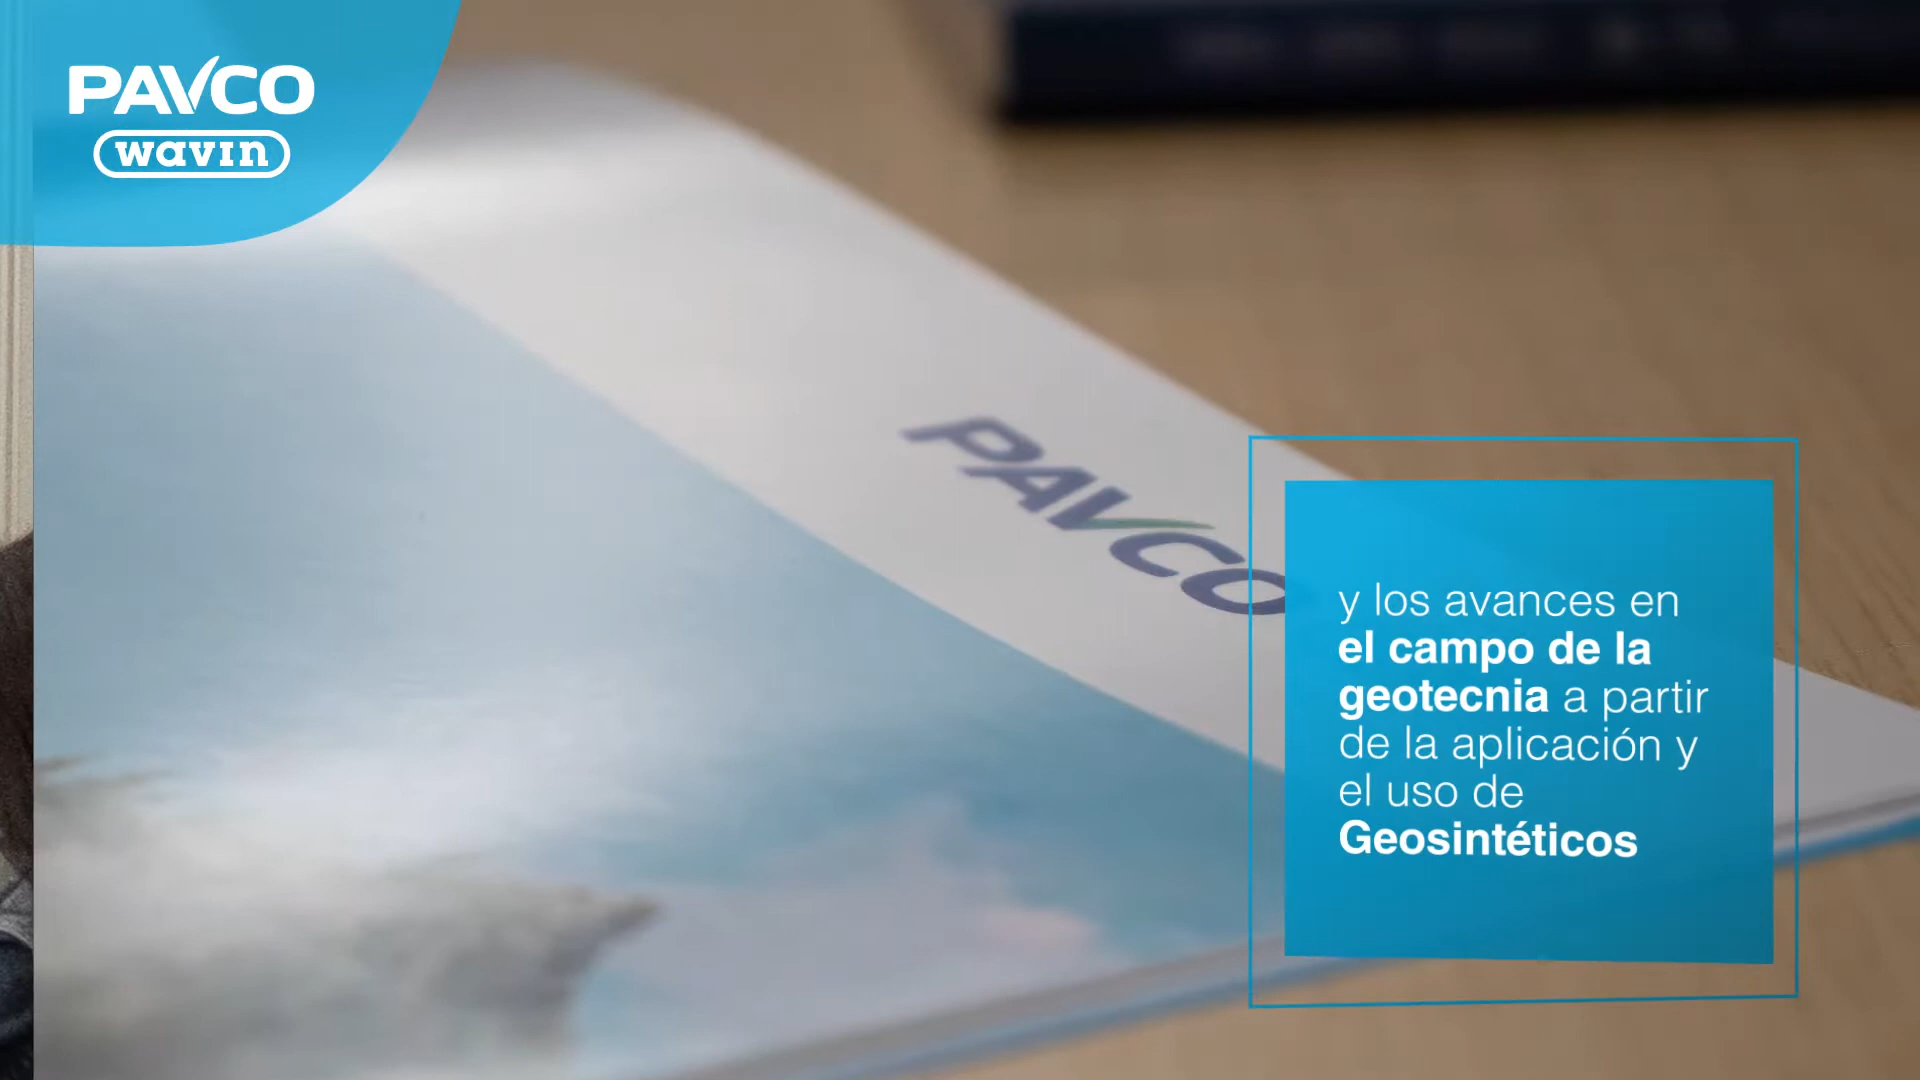 PAVCO
wavin
PAVCO
y los avances en
el campo de la
geotecnia a partir
de la aplicación y
el uso de
Geosintéticos